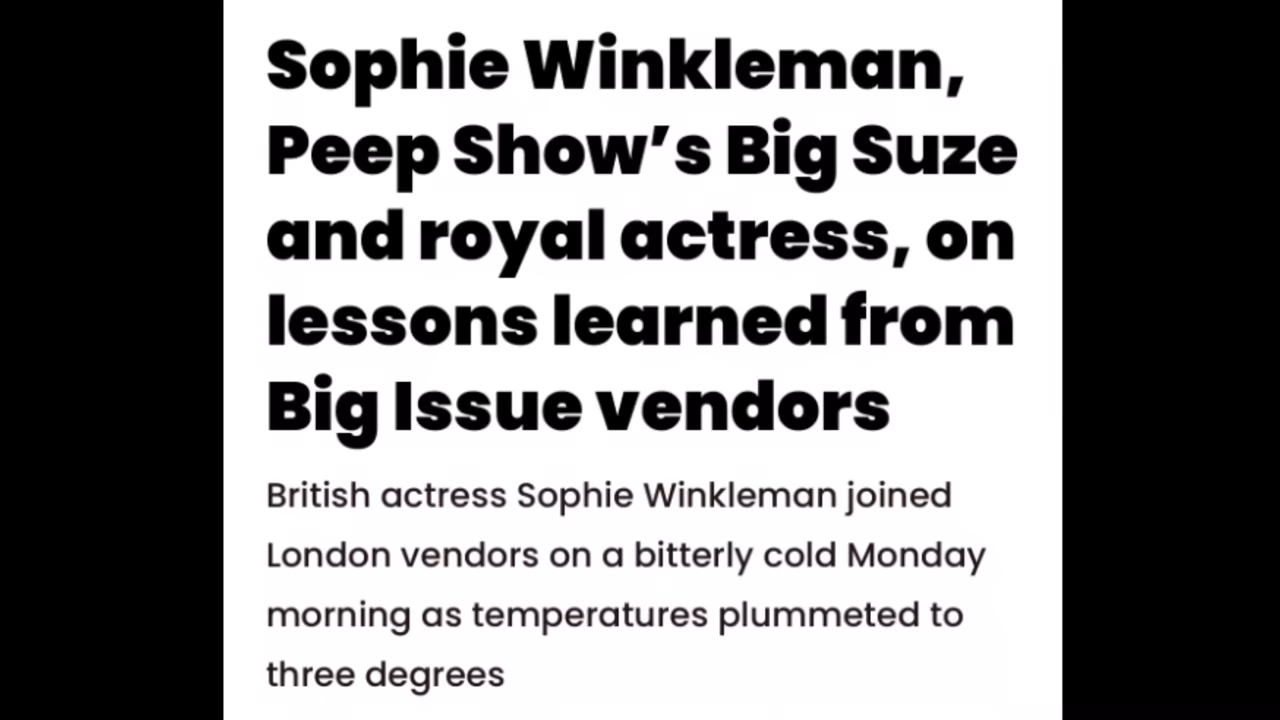 Sophie Winkleman,
Peep Show’s Big Suze
and royal actress, on
lessons learned from
Big Issue vendors
British actress Sophie Winkleman joined
London vendors on a bitterly cold Monday
morning as temperatures plummeted to
three degrees